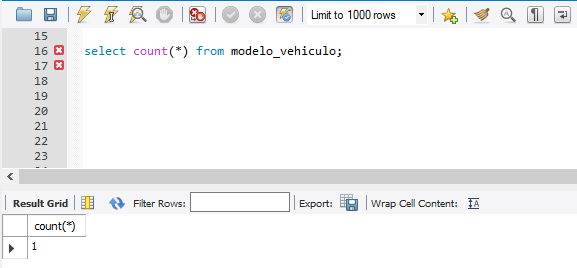 Limit to 1000 rows
15
16 select count(*) from modelo_vehiculo;
17
18
19
20
21
22
23
Result Grid Filter Rows: Export: Wrap Cell Content:
count(*)
1